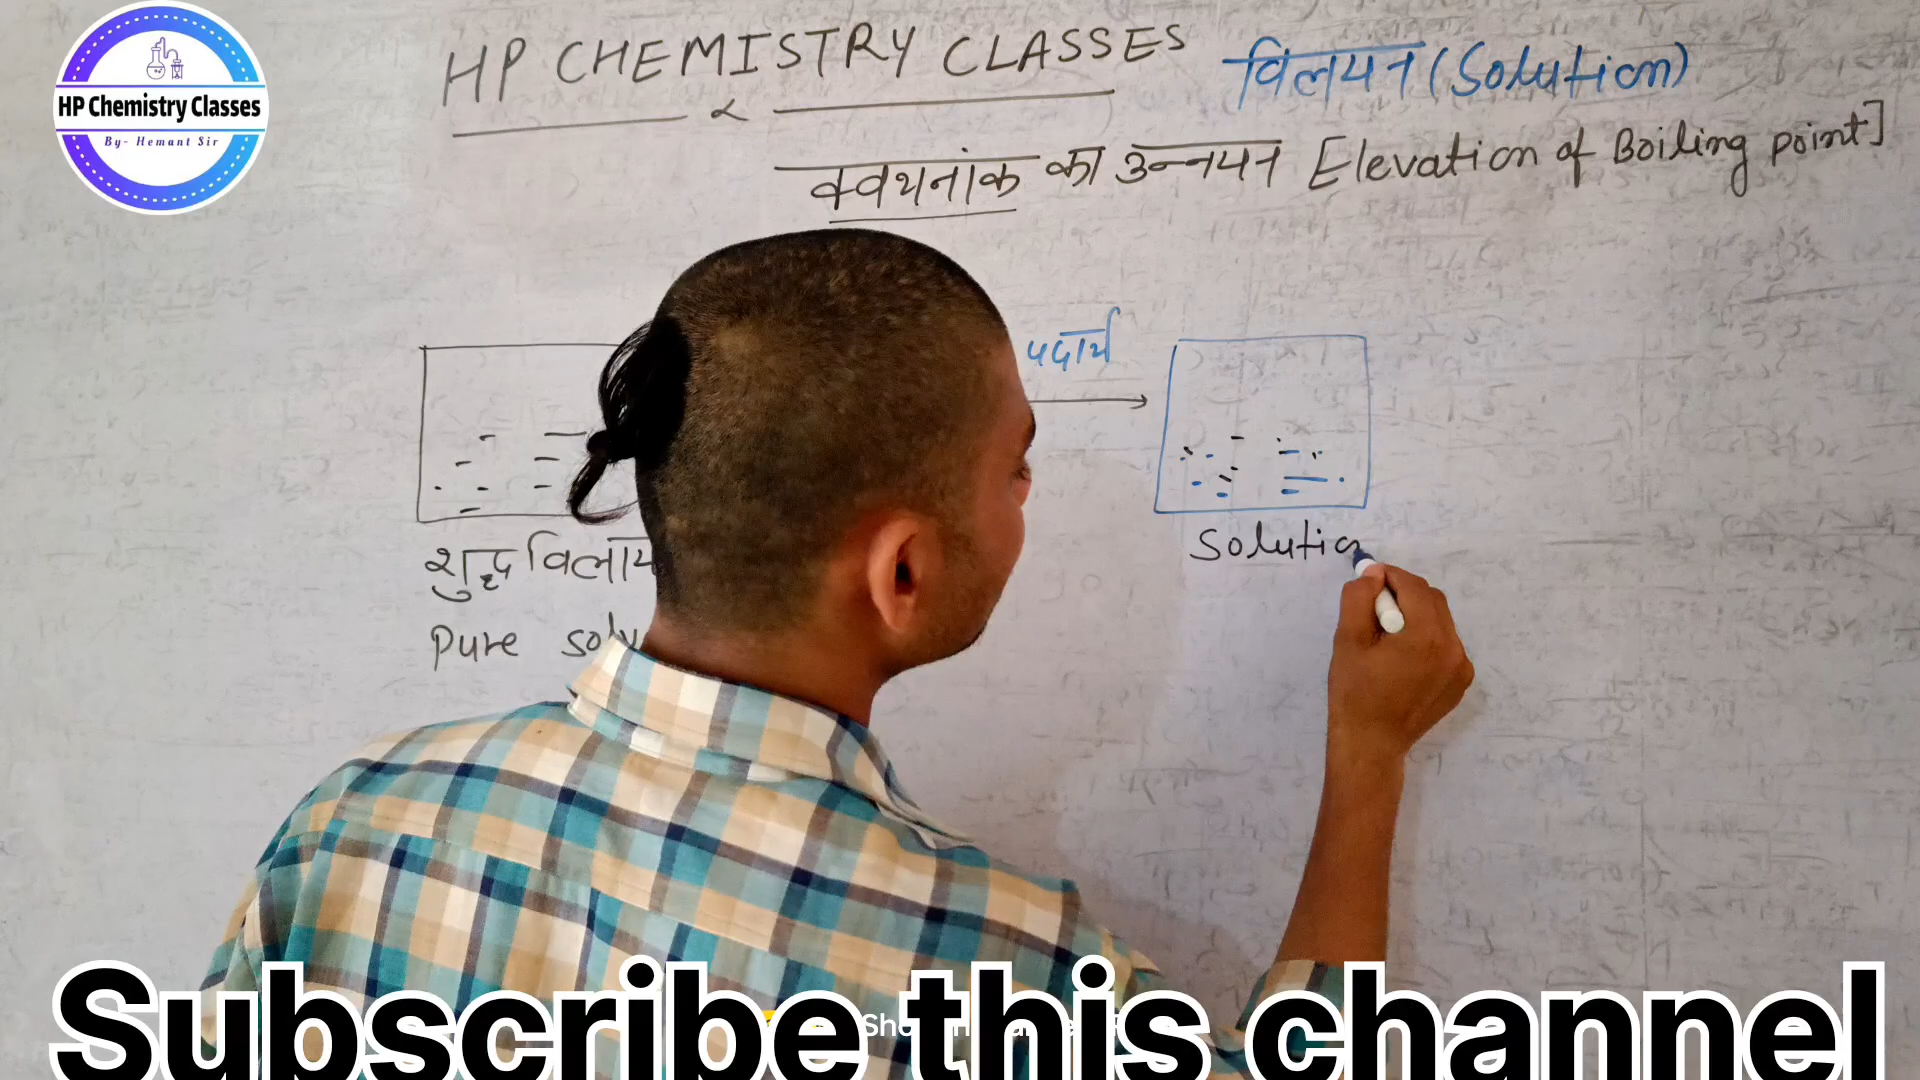 HP Chemistry Classes
By- Hemant Sir
HP CHEMISTRY CLASSES
विलयन (Solution)
क्वथनांक का उन्नयन [Elevation of Boiling point]
पदार्थ
शुद्ध
Pure
Solutio
Subscribe this channel